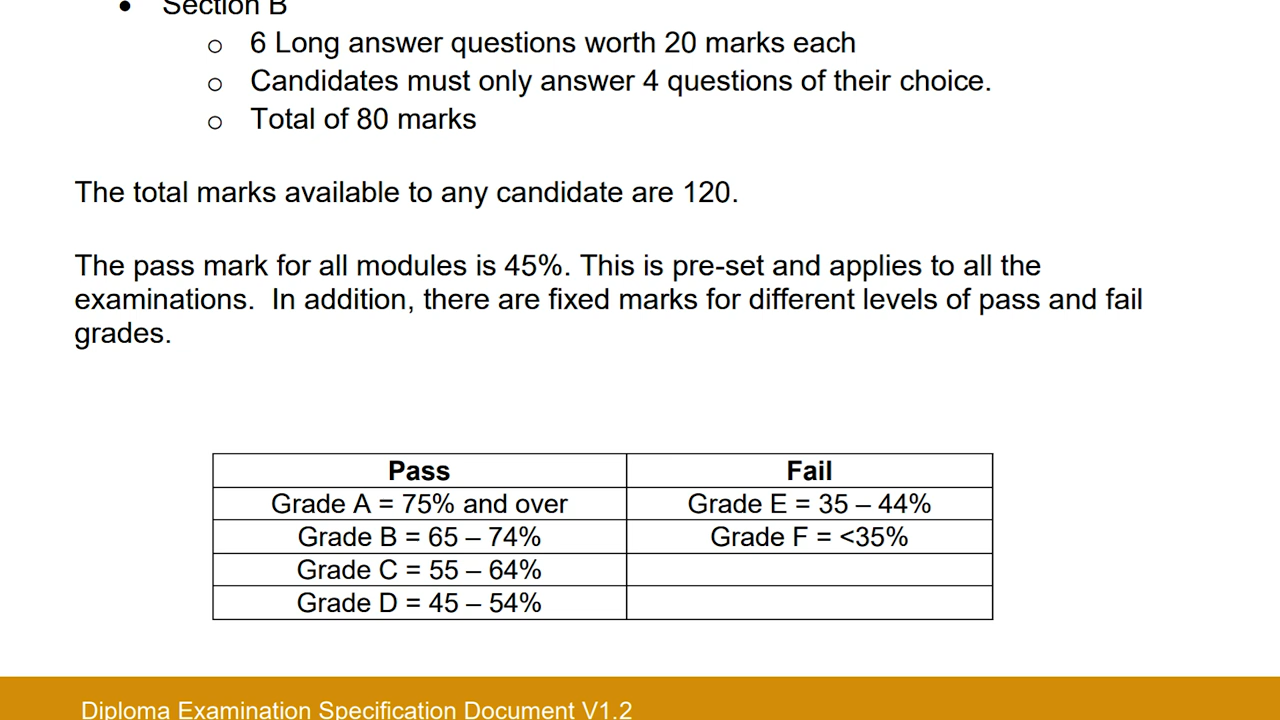 • Section B
o 6 Long answer questions worth 20 marks each
o Candidates must only answer 4 questions of their choice.
o Total of 80 marks
The total marks available to any candidate are 120.
The pass mark for all modules is 45%. This is pre-set and applies to all the
examinations.  In addition, there are fixed marks for different levels of pass and fail
grades.
Pass Fail
Grade A = 75% and over Grade E = 35 – 44%
Grade B = 65 – 74% Grade F = <35%
Grade C = 55 – 64%
Grade D = 45 – 54%
Diploma Examination Specification Document V1.2